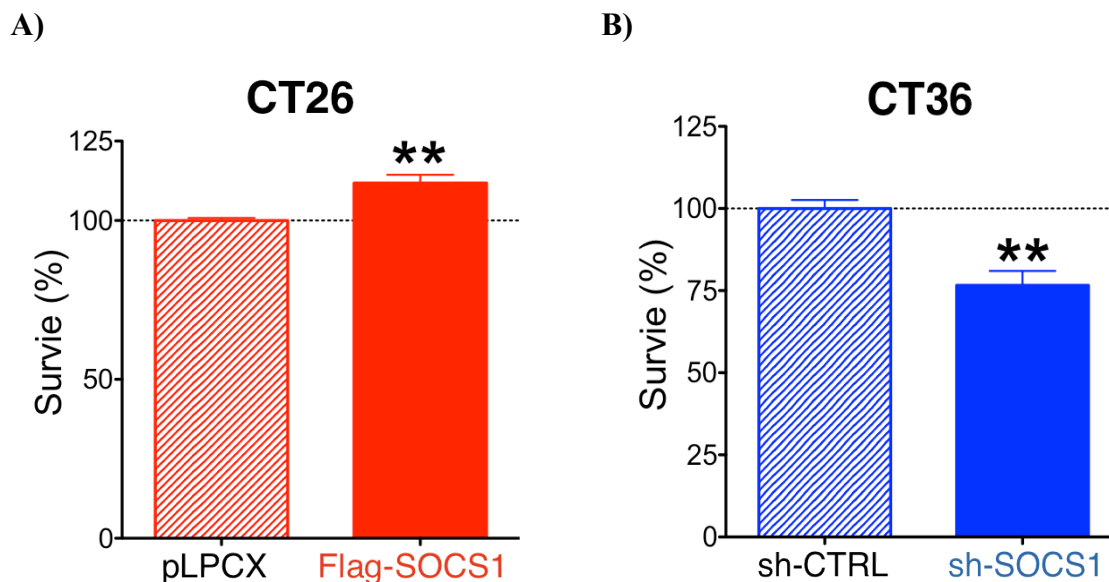 A)
B)
CT26
CT36
125
100
50
0
Survie (%)
**
pLPCX
Flag-SOCS1
125
100
75
50
25
0
Survie (%)
**
sh-CTRL
sh-SOCS1